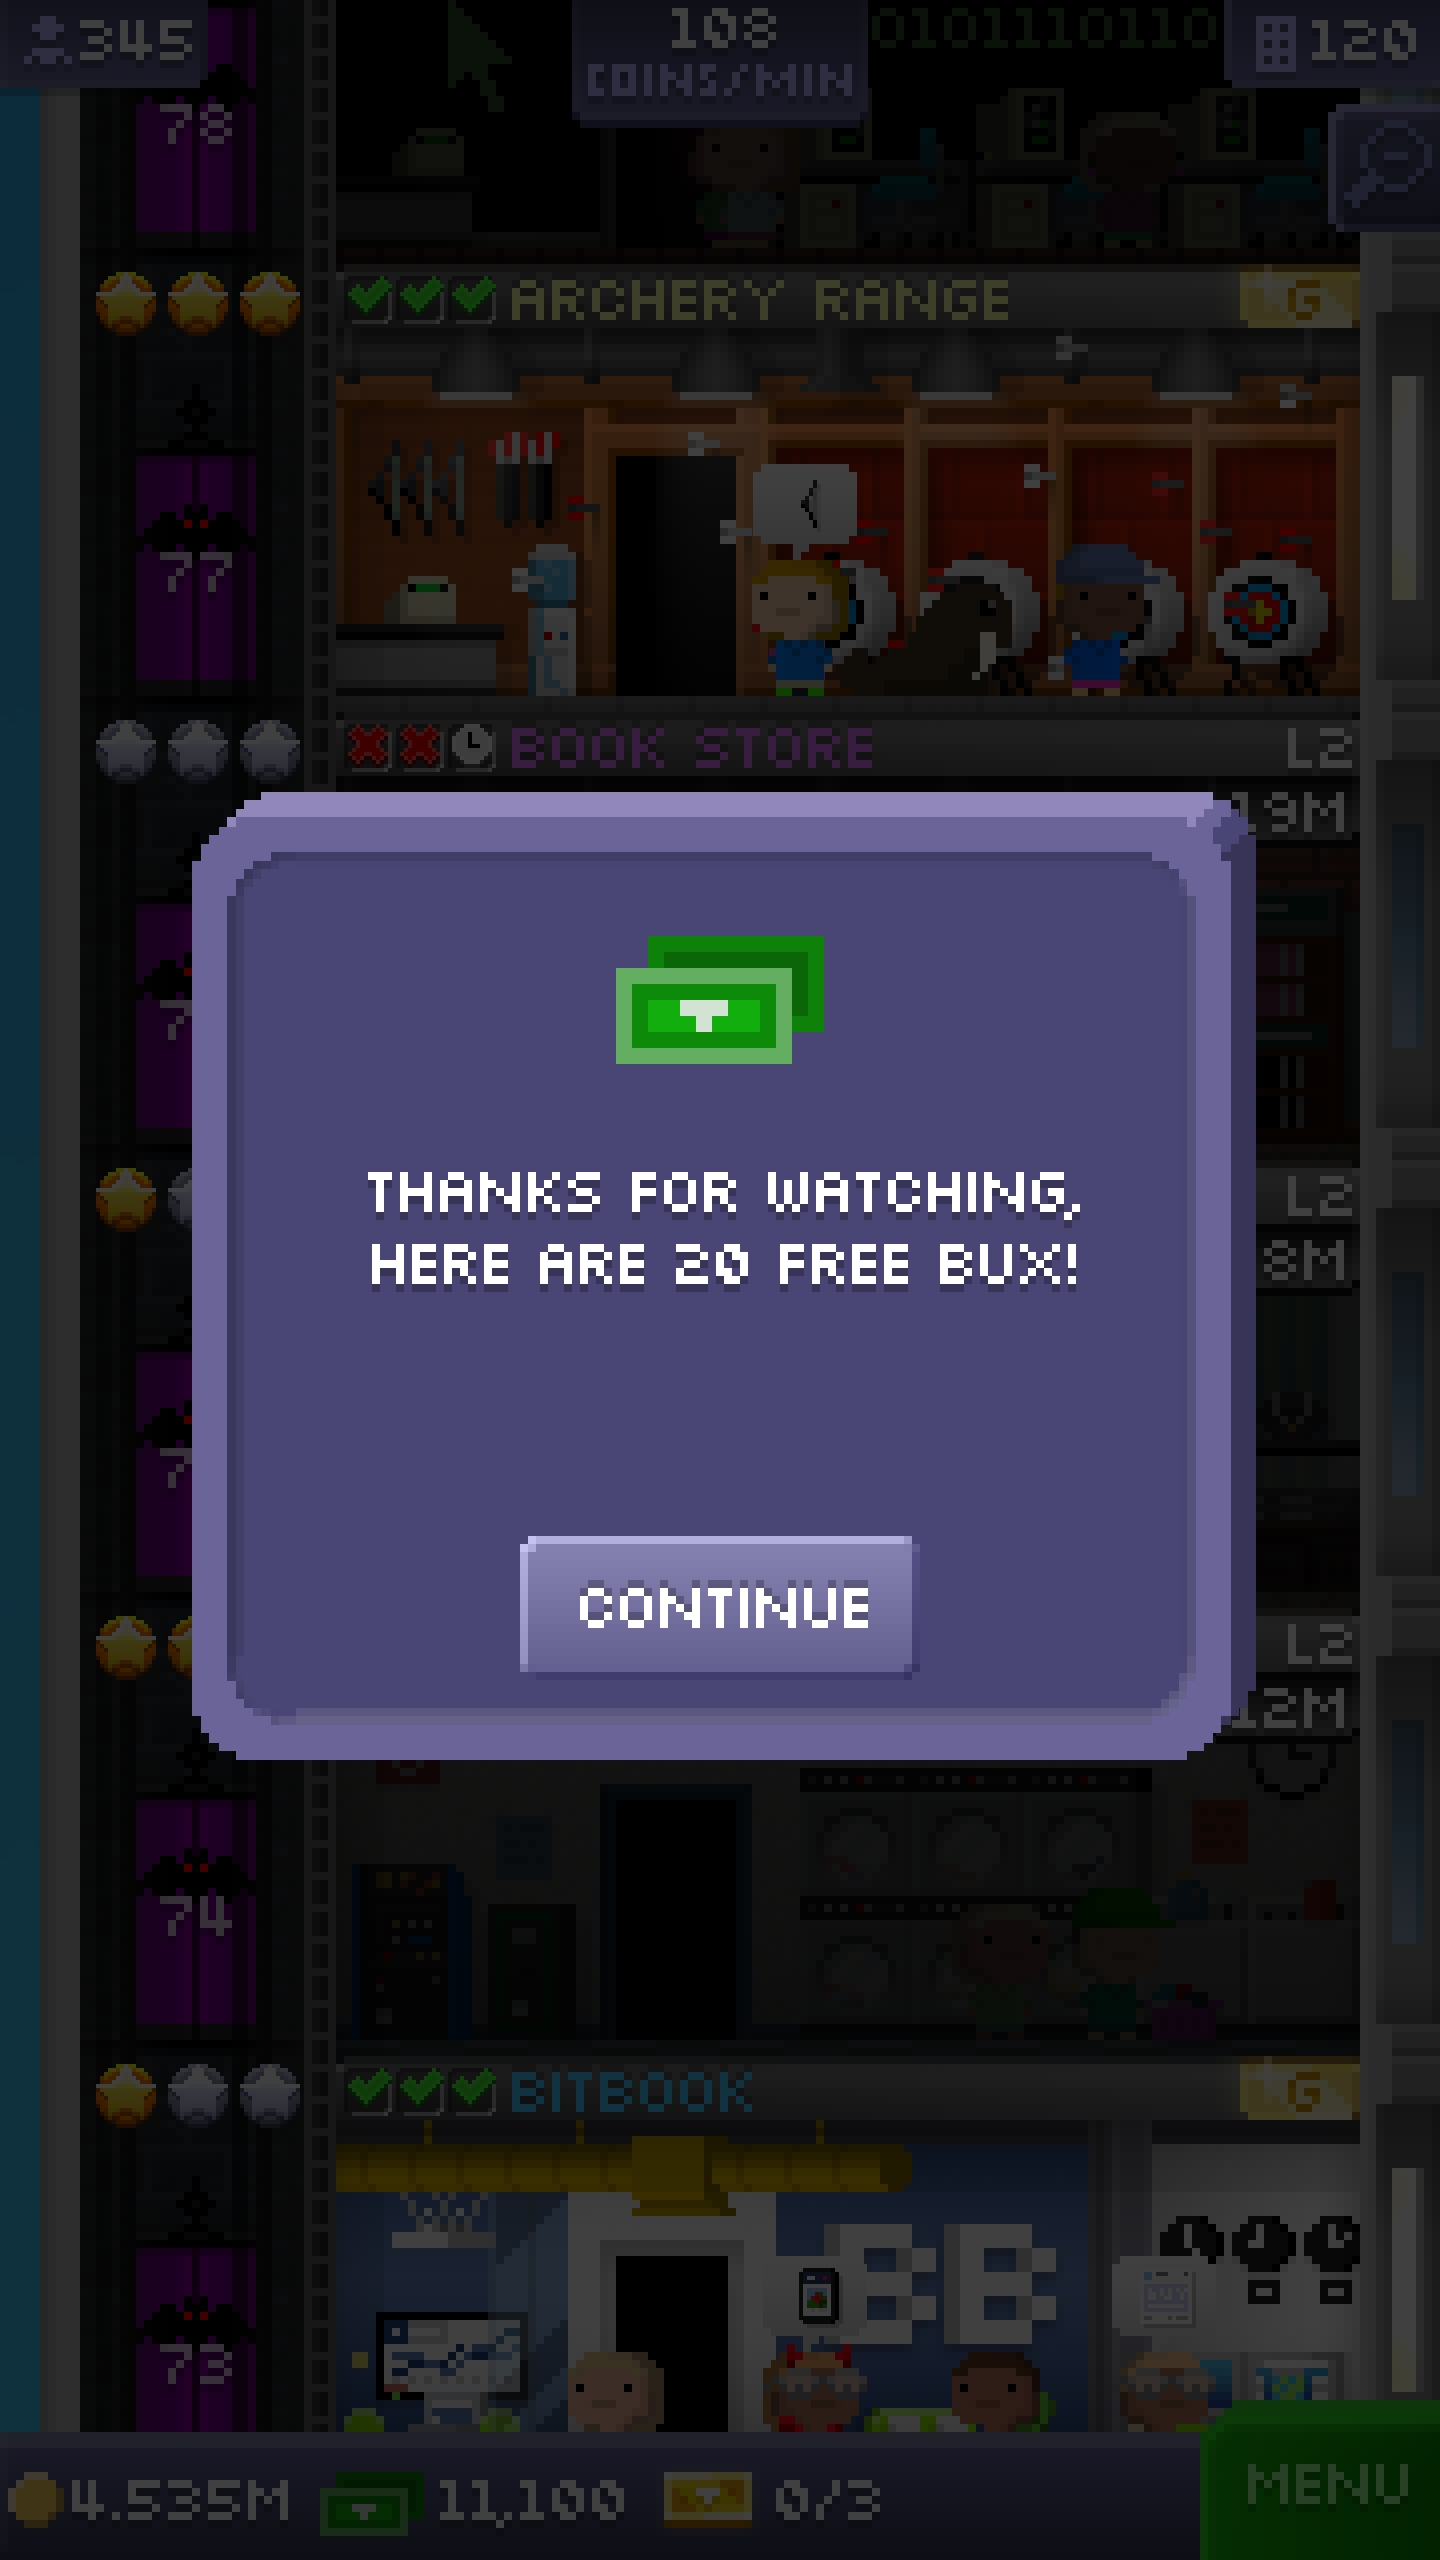 345
108
COINS/MIN
0101110110
120
78
ARCHERY RANGE
G
77
BOOK STORE
L2
19M
THANKS FOR WATCHING,
HERE ARE 20 FREE BUX!
L2
8M
CONTINUE
L2
12M
74
BITBOOK
G
BB
73
4.535M
11,100
0/3
MENU